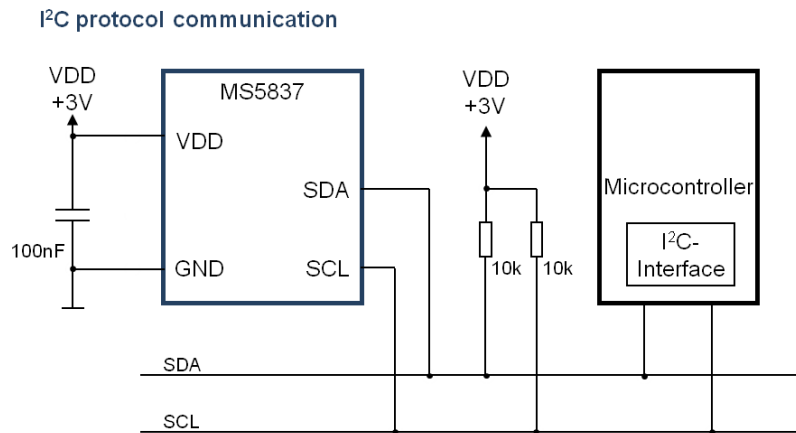 I²C protocol communication
VDD
+3V
MS5837
VDD
SDA
100nF
GND
SCL
VDD
+3V
10k
10k
Microcontroller
I²C-
Interface
SDA
SCL